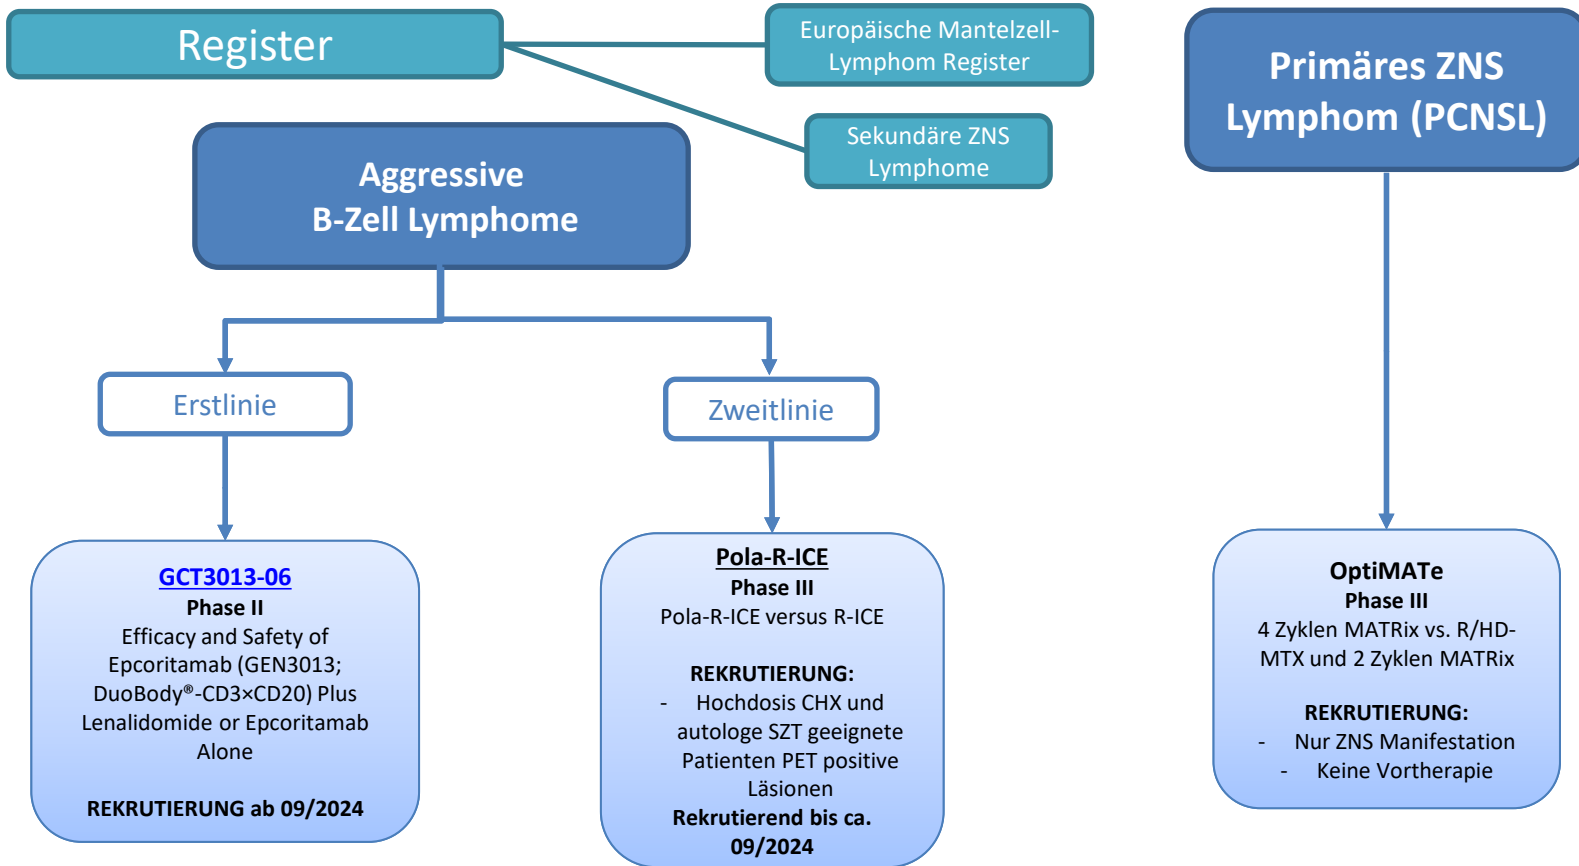 Register
Europäische Mantelzell-
Lymphom Register
Sekundäre ZNS
Lymphome
Primäres ZNS
Lymphom (PCNSL)
Aggressive
B-Zell Lymphome
Erstlinie
Zweitlinie
GCT3013-06
Phase II
Efficacy and Safety of
Epcoritamab (GEN3013;
DuoBody®-CD3×CD20) Plus
Lenalidomide or Epcoritamab
Alone
REKRUTIERUNG ab 09/2024
Pola-R-ICE
Phase III
Pola-R-ICE versus R-ICE
REKRUTIERUNG:
- Hochdosis CHX und
autologe SZT geeignete
Patienten PET positive
Läsionen
Rekrutierend bis ca.
09/2024
OptiMATe
Phase III
4 Zyklen MATRix vs. R/HD-
MTX und 2 Zyklen MATRix
REKRUTIERUNG:
- Nur ZNS Manifestation
- Keine Vortherapie